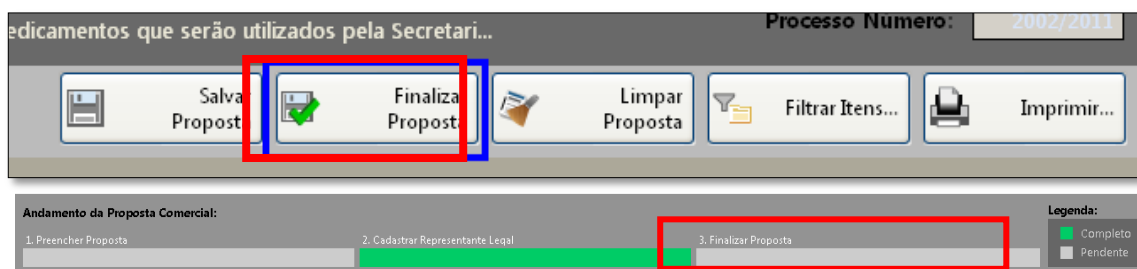 edicamentos que serão utilizados pela Secretari...
Processo Número: 2002/2011
Salva
Propost
Finaliza
Proposta
Limpar
Proposta
Filtrar Itens...
Imprimir...
Andamento da Proposta Comercial:
Legenda:
1. Preencher Proposta
2. Cadastrar Representante Legal
3. Finalizar Proposta
Completo
Pendente